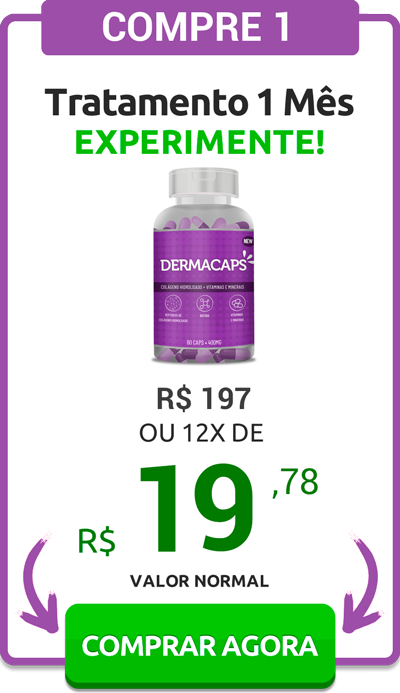 COMPRE 1
Tratamento 1 Mês
EXPERIMENTE!
NEW
DERMACAPS
COLÁGENO HIDROLISADO + VITAMINAS E MINERAIS
60 CAPS • 400MG
R$ 197
OU 12X DE
R$ 19,78
VALOR NORMAL
COMPRAR AGORA